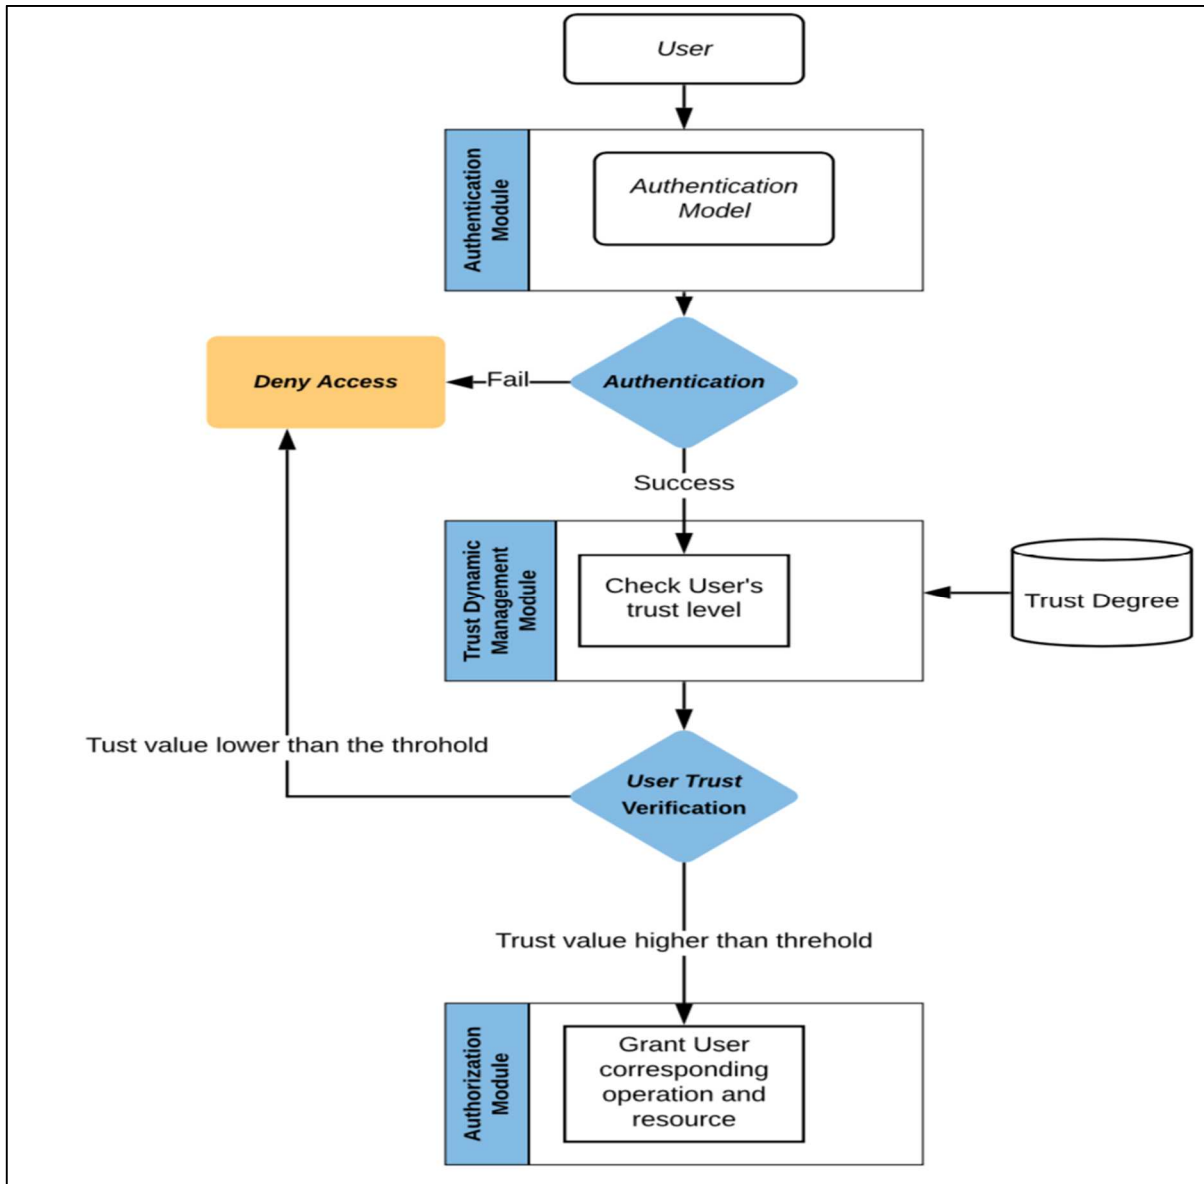 User
Authentication
Module
Authentication
Model
Deny Access
Fail
Authentication
Success
Trust Dynamic
Management
Module
Check User's
trust level
Trust Degree
Tust value lower than the throhold
User Trust
Verification
Trust value higher than threhold
Authorization
Module
Grant User
corresponding
operation and
resource